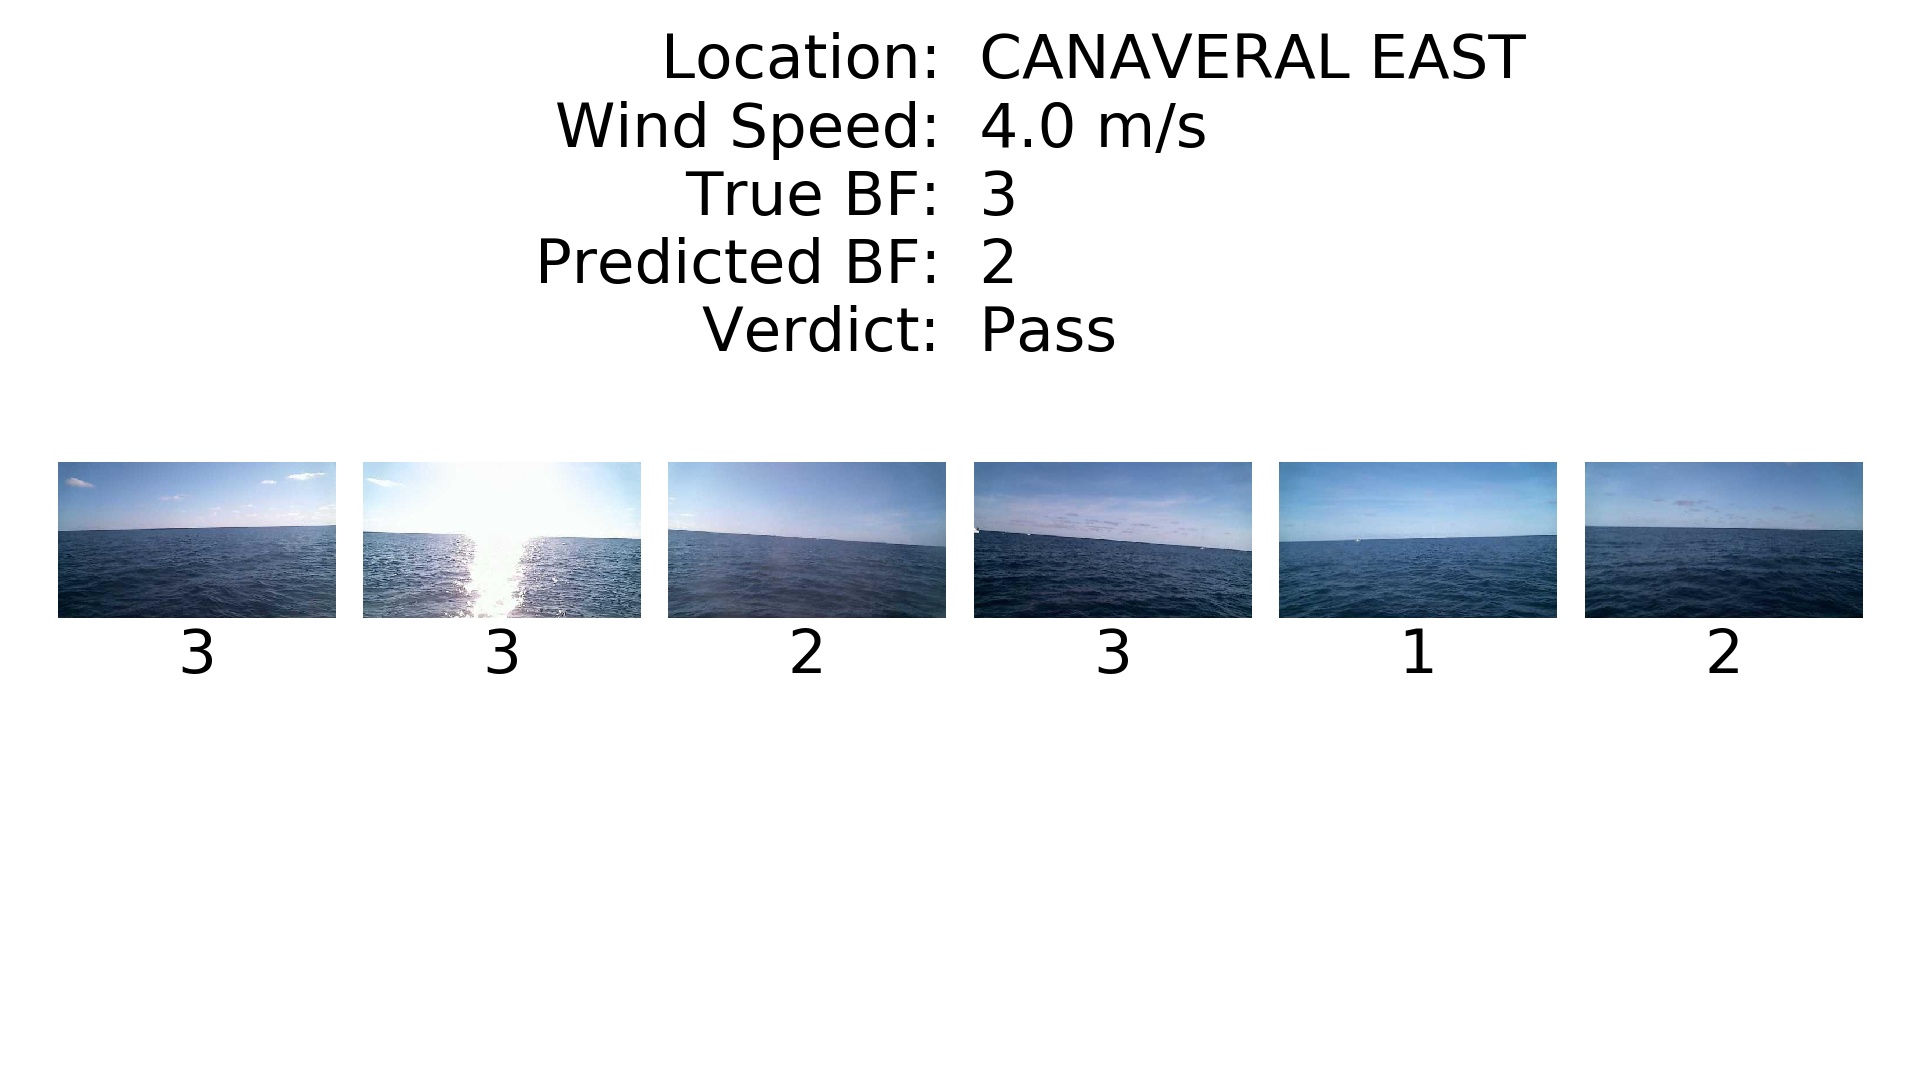 Location: CANAVERAL EAST
Wind Speed: 4.0 m/s
True BF: 3
Predicted BF: 2
Verdict: Pass
3 3 2 3 1 2